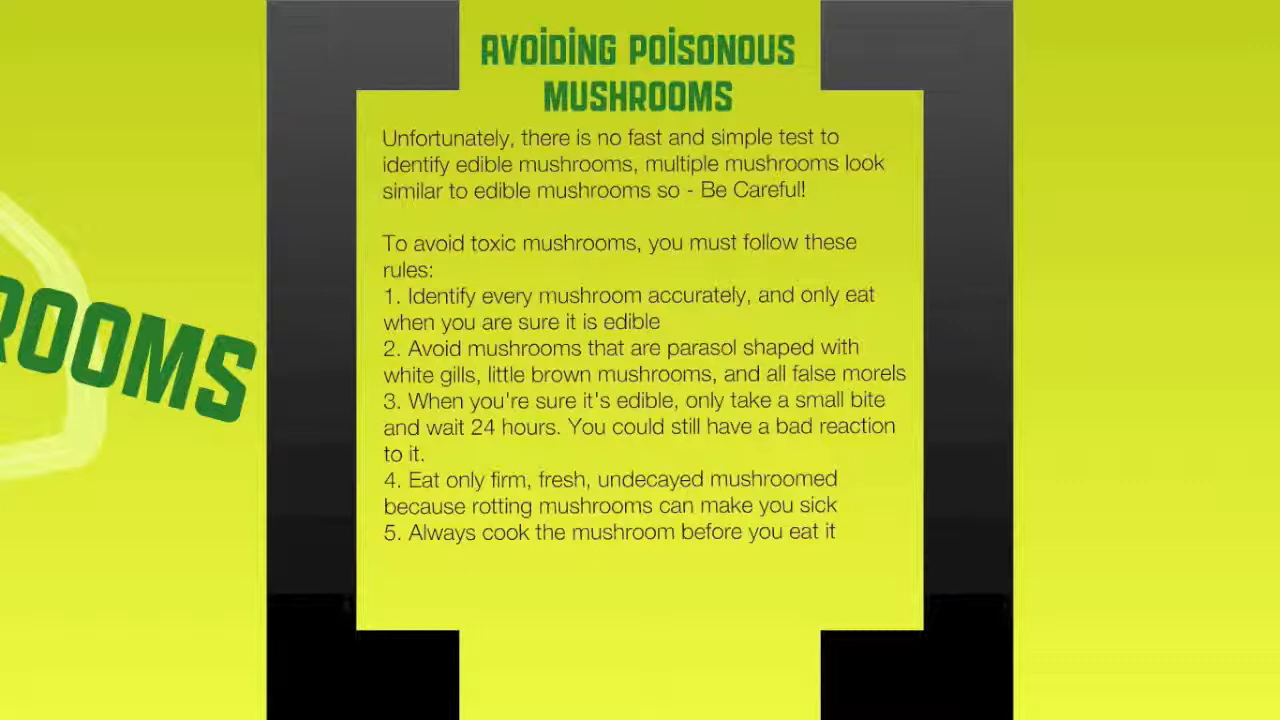 AVOIDING POISONOUS
MUSHROOMS
Unfortunately, there is no fast and simple test to
identify edible mushrooms, multiple mushrooms look
similar to edible mushrooms so - Be Careful!
To avoid toxic mushrooms, you must follow these
rules:
1. Identify every mushroom accurately, and only eat
when you are sure it is edible
2. Avoid mushrooms that are parasol shaped with
white gills, little brown mushrooms, and all false morels
3. When you're sure it's edible, only take a small bite
and wait 24 hours. You could still have a bad reaction
to it.
4. Eat only firm, fresh, undecayed mushroomed
because rotting mushrooms can make you sick
5. Always cook the mushroom before you eat it
ROOMS